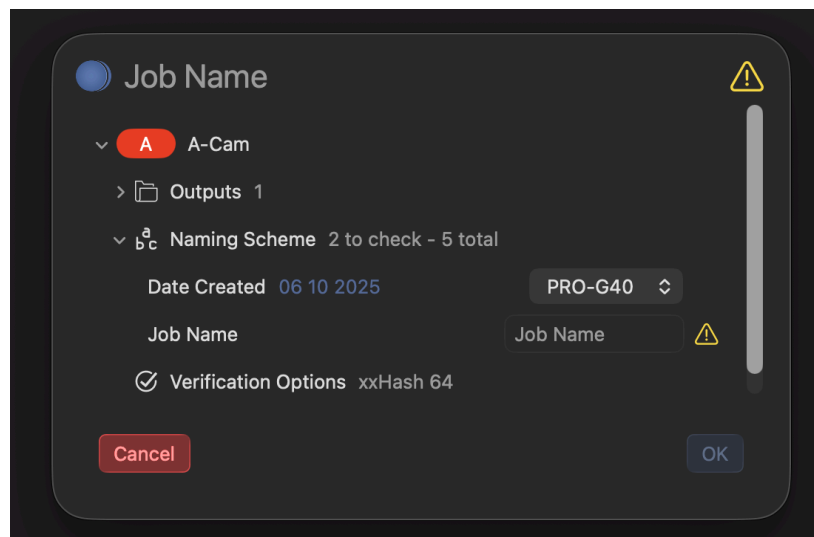 Job Name
A A-Cam
Outputs 1
abc Naming Scheme 2 to check - 5 total
Date Created 06 10 2025 PRO-G40
Job Name Job Name
Verification Options xxHash 64
Cancel OK